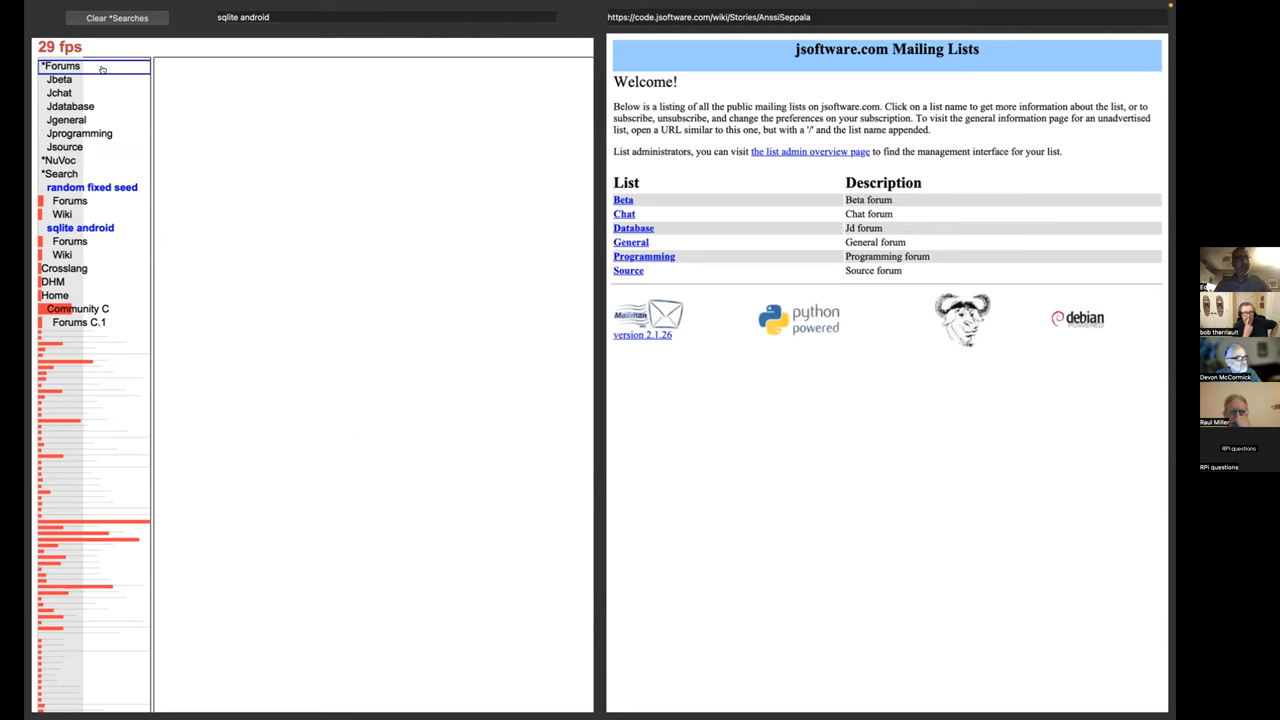 Clear *Searches
sqlite android
https://code.jsoftware.com/wiki/Stories/AnssiSeppala
29 fps
*Forums
Jbeta
Jchat
Jdatabase
Jgeneral
Jprogramming
Jsource
*NuVoc
*Search
random fixed seed
Forums
Wiki
sqlite android
Forums
Wiki
Crosslang
DHM
Home
Community C
Forums C.1
jsoftware.com Mailing Lists
Welcome!
Below is a listing of all the public mailing lists on jsoftware.com. Click on a list name to get more information about the list, or to
subscribe, unsubscribe, and change the preferences on your subscription. To visit the general information page for an unadvertised
list, open a URL similar to this one, but with a '/' and the list name appended.
List administrators, you can visit the list admin overview page to find the management interface for your list.
List Description
Beta Beta forum
Chat Chat forum
Database Jd forum
General General forum
Programming Programming forum
Source Source forum
MailMan
version 2.1.26
python
powered
debian
POWERED
bob therriault
Devon McCormick
Raul Miller
RPi questions
RPi questions